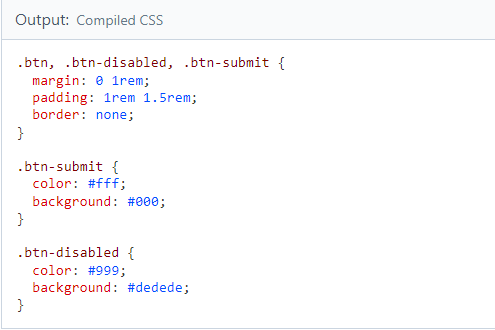 Output: Compiled CSS
.btn, .btn-disabled, .btn-submit {
  margin: 0 1rem;
  padding: 1rem 1.5rem;
  border: none;
}
.btn-submit {
  color: #fff;
  background: #000;
}
.btn-disabled {
  color: #999;
  background: #dedede;
}